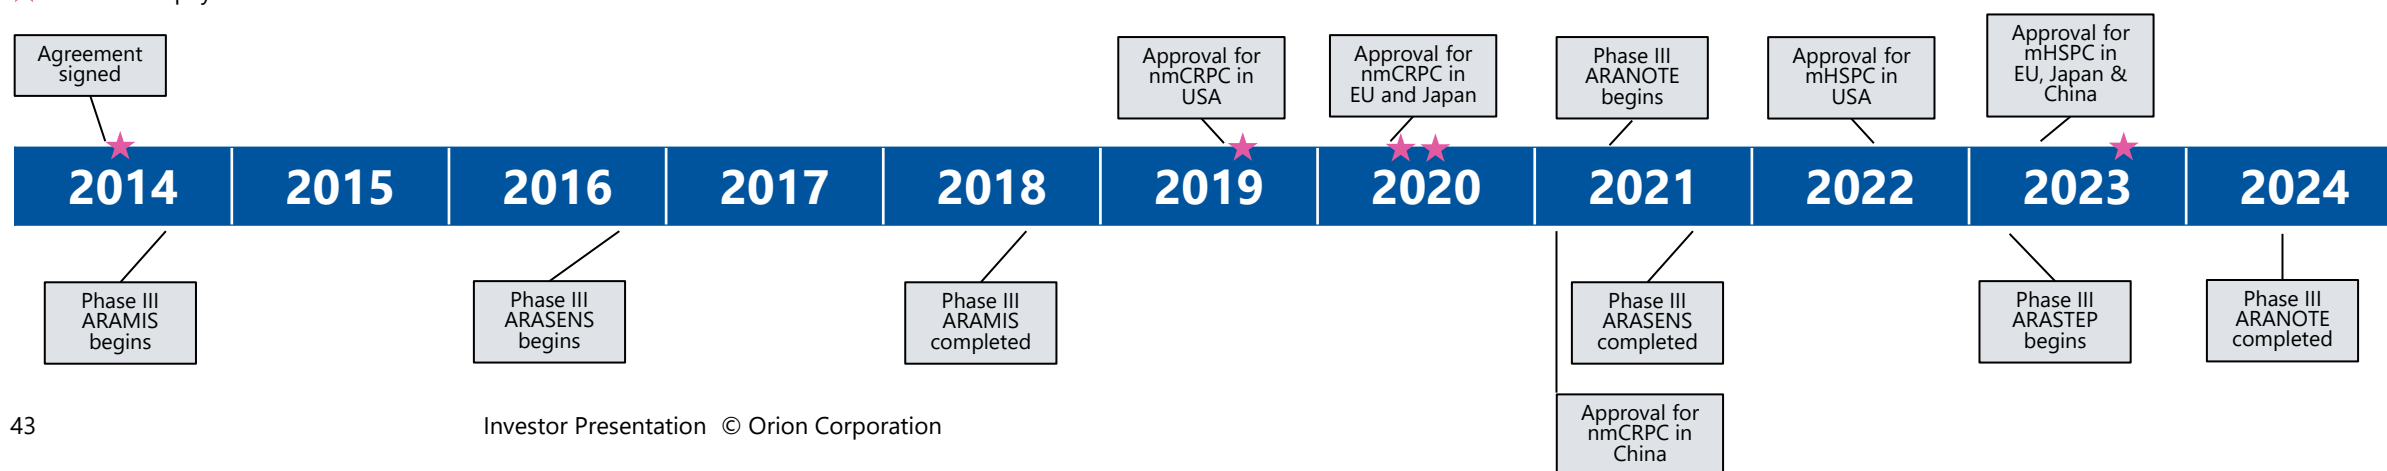 Agreement
signed
Approval for
nmCRPC in
USA
Approval for
nmCRPC in
EU and Japan
Phase III
ARANOTE
begins
Approval for
mHSPC in
USA
Approval for
mHSPC in
EU, Japan &
China
2014
2015
2016
2017
2018
2019
2020
2021
2022
2023
2024
Phase III
ARAMIS
begins
Phase III
ARASENS
begins
Phase III
ARAMIS
completed
Phase III
ARASENS
completed
Phase III
ARASTEP
begins
Phase III
ARANOTE
completed
Approval for
nmCRPC in
China
43
Investor Presentation © Orion Corporation